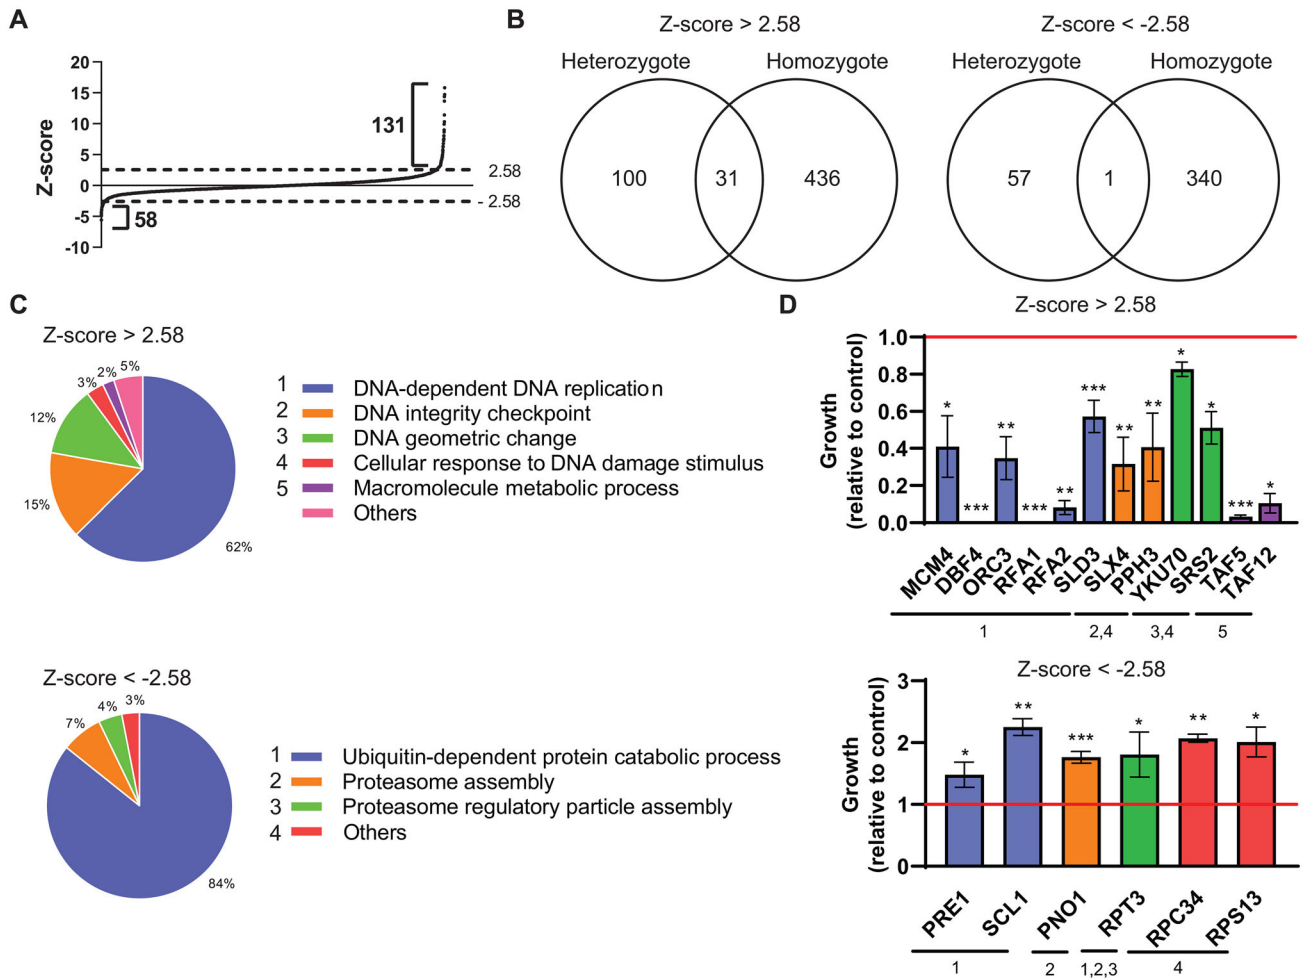 A
Z-score
20
15
10
5
0
-5
-10
131
58
2.58
- 2.58
B
Z-score > 2.58
Heterozygote
Homozygote
100
31
436
Z-score < -2.58
Heterozygote
Homozygote
57
1
340
C
Z-score > 2.58
62%
15%
12%
3%
2%
5%
1 DNA-dependent DNA replication
2 DNA integrity checkpoint
3 DNA geometric change
4 Cellular response to DNA damage stimulus
5 Macromolecule metabolic process
Others
Z-score < -2.58
84%
7%
4%
3%
1 Ubiquitin-dependent protein catabolic process
2 Proteasome assembly
3 Proteasome regulatory particle assembly
4 Others
D
Z-score > 2.58
Growth
(relative to control)
1.0
0.8
0.6
0.4
0.2
0.0
* *** ** *** ** *** ** ** * * *** *
MCM4
DBF4
ORC3
RFA1
RFA2
SLD3
SLX4
PPH3
YKU70
SRS2
TAF5
TAF12
1
2,4
3,4
5
Z-score < -2.58
Growth
(relative to control)
3
2
1
0
* ** *** * ** *
PRE1
SCL1
PNO1
RPT3
RPC34
RPS13
1
2
1,2,3
4